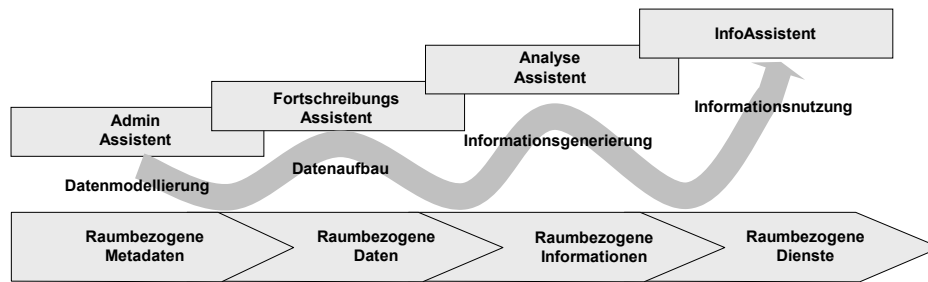 InfoAssistent
Analyse
Assistent
Fortschreibungs
Assistent
Admin
Assistent
Informationsnutzung
Informationsgenerierung
Datenaufbau
Datenmodellierung
Raumbezogene
Metadaten
Raumbezogene
Daten
Raumbezogene
Informationen
Raumbezogene
Dienste